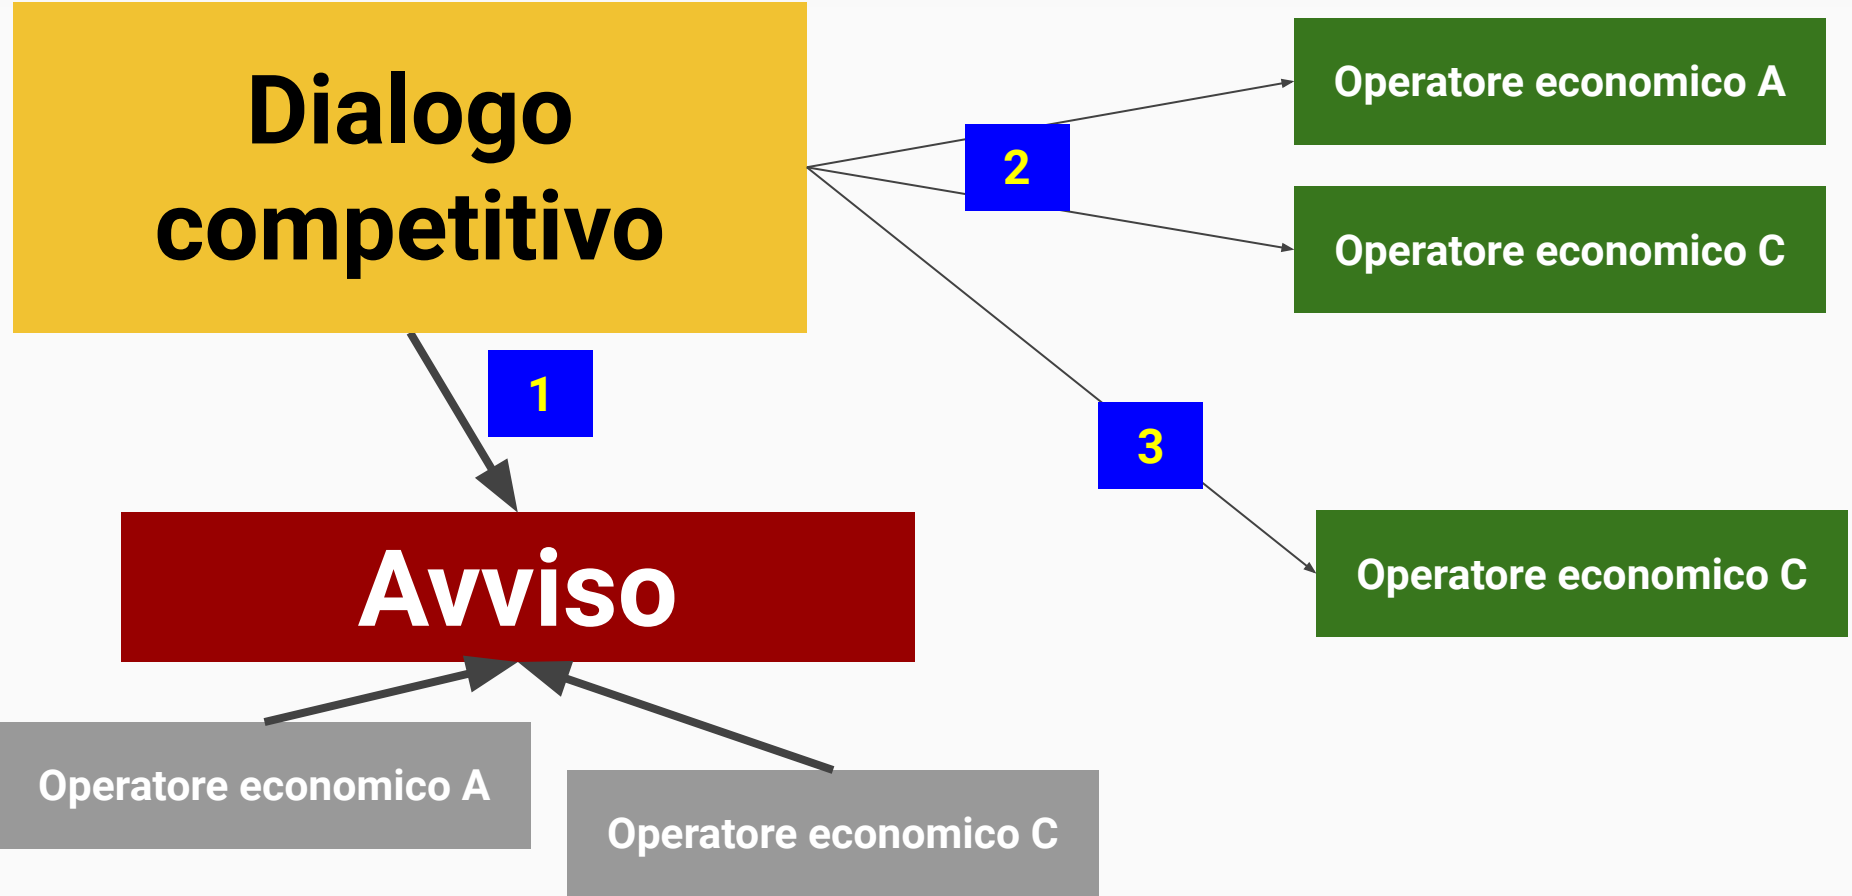 Dialogo
competitivo
Operatore economico A
2
Operatore economico C
1
3
Avviso
Operatore economico C
Operatore economico A
Operatore economico C